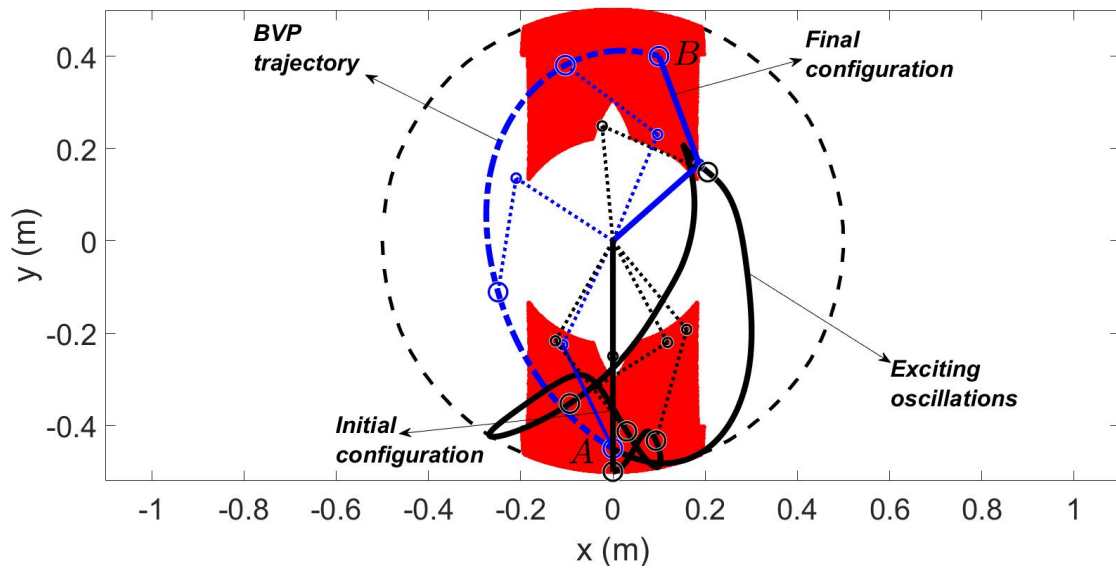 BVP
trajectory
B
Final
configuration
0.4
0.2
0
-0.2
-0.4
y (m)
Exciting
oscillations
Initial
configuration
A
-1
-0.8
-0.6
-0.4
-0.2
0
0.2
0.4
0.6
0.8
1
x (m)